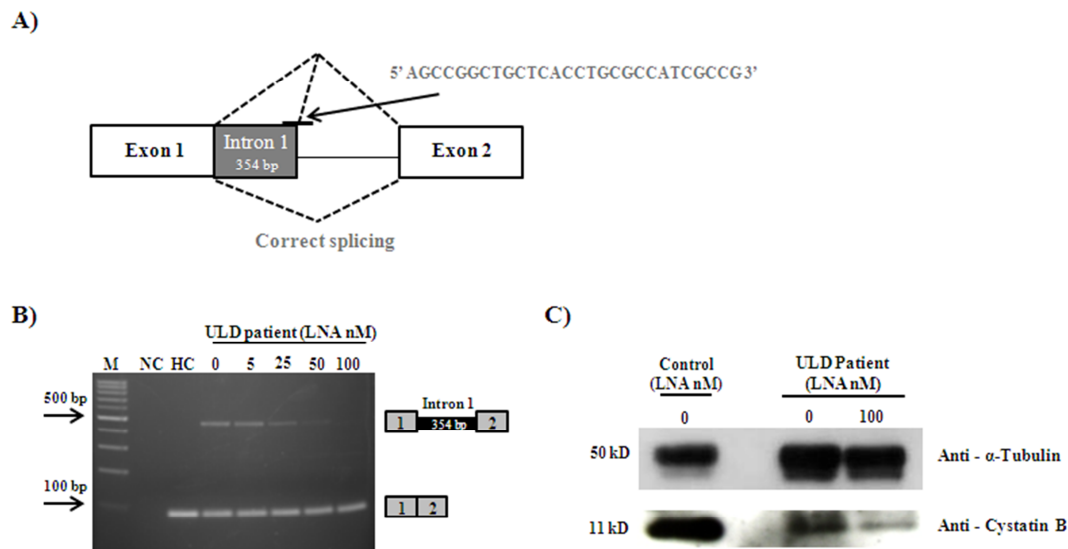 A)
5' AGCCGGCTGCTCACCTGCGCCATCGCCG 3'
Exon 1
Intron 1
354 bp
Exon 2
Correct splicing
B)
ULD patient (LNA nM)
M NC HC 0 5 25 50 100
500 bp
100 bp
Intron 1
1 354 bp 2
1 2
C)
Control
(LNA nM)
ULD Patient
(LNA nM)
0 0 100
50 kD
Anti - α-Tubulin
11 kD
Anti - Cystatin B